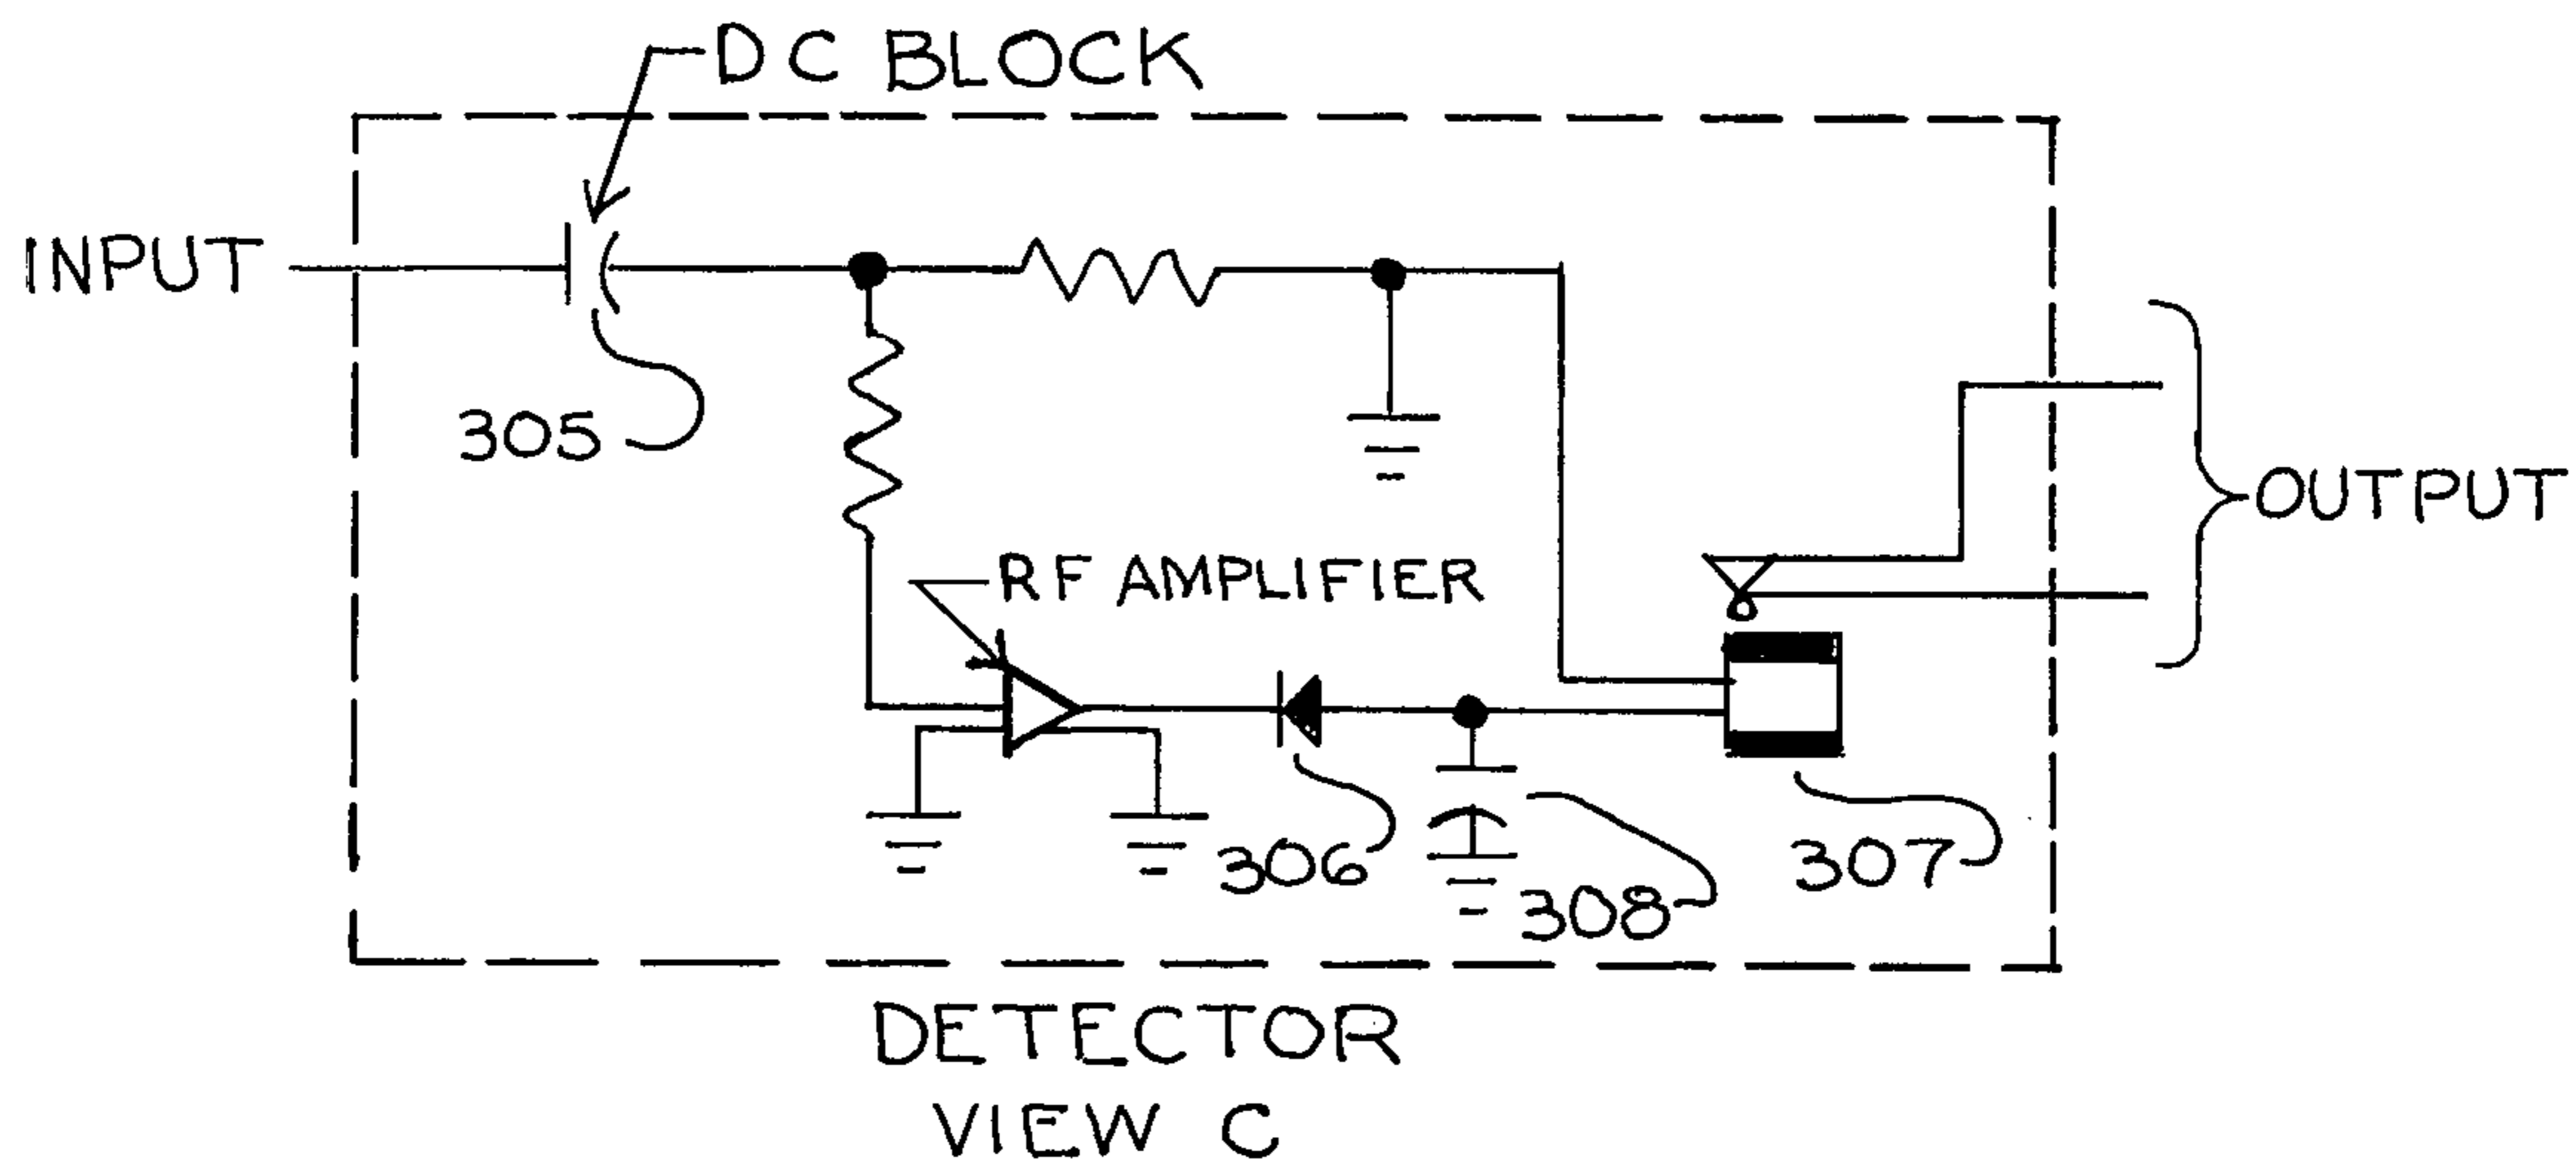 DC BLOCK
INPUT
305
OUTPUT
RF AMPLIFIER
306
308
307
DETECTOR
VIEW C